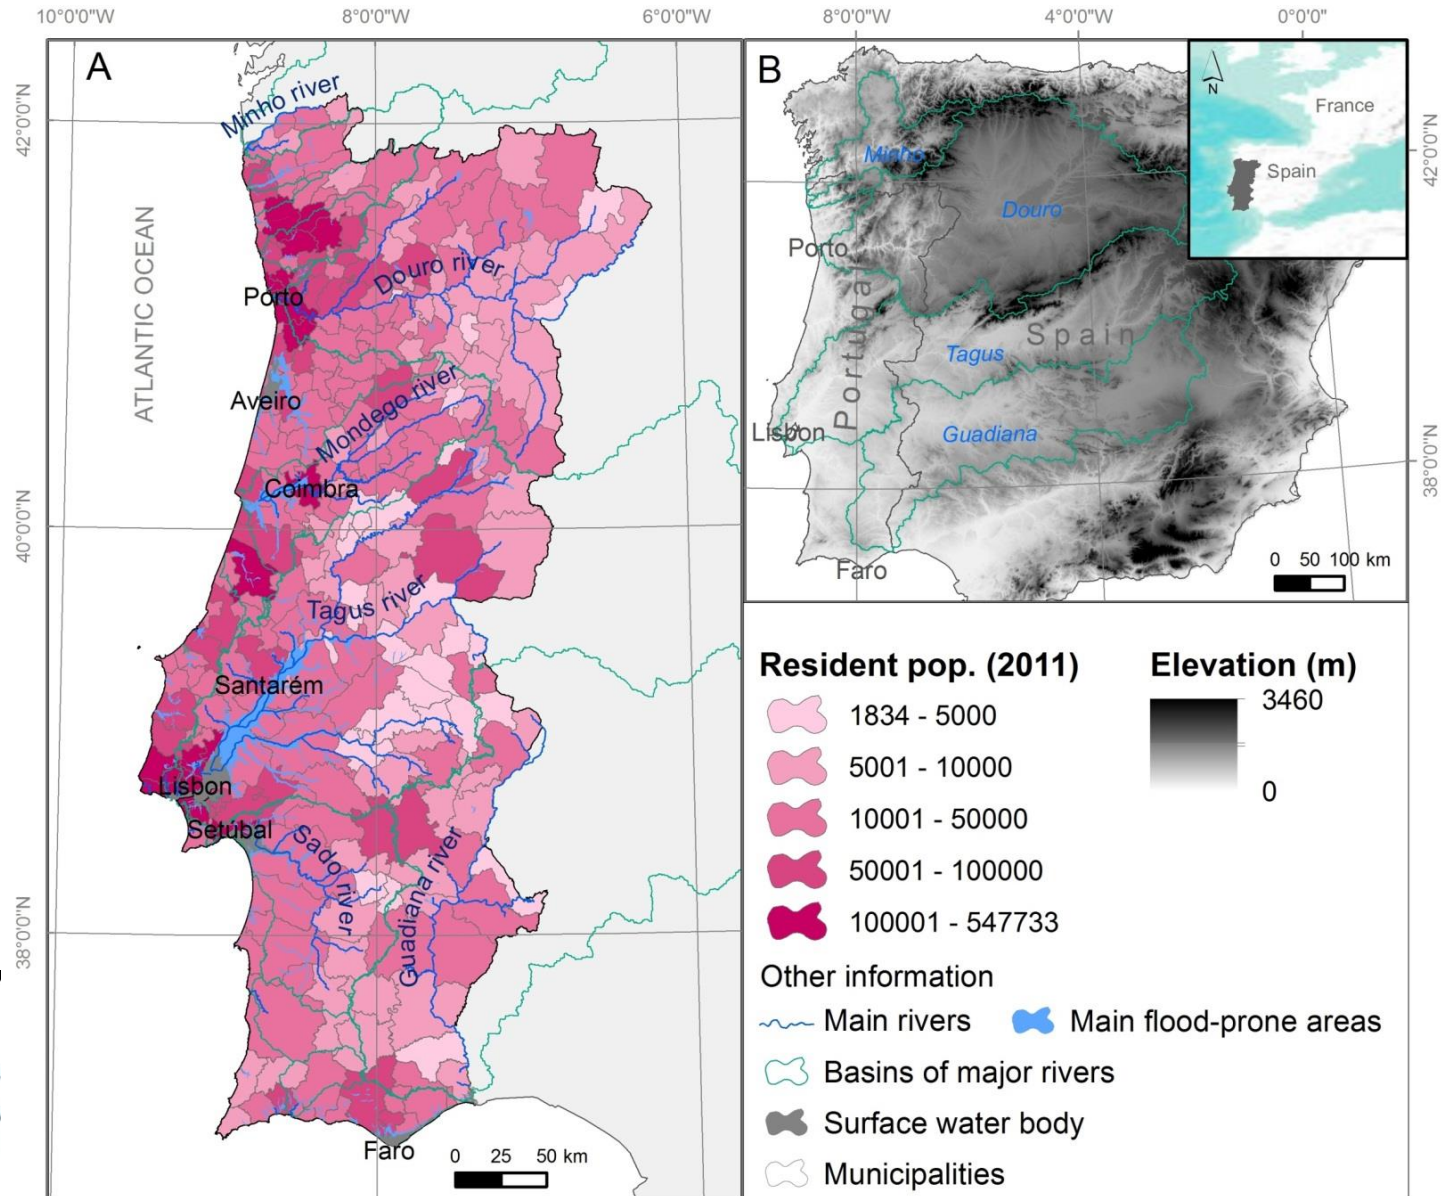 10°0'0"W 8°0'0"W 6°0'0"W 8°0'0"W 4°0'0"W 0°0'0"
A
B
N
France
Spain
42°0'0"N
40°0'0"N
38°0'0"N
42°0'0"N
38°0'0"N
ATLANTIC OCEAN
Minho river
Porto
Douro river
Aveiro
Mondego river
Coimbra
Tagus river
Santarém
Lisbon
Setúbal
Sado river
Guadiana river
Faro
0 25 50 km
Minho
Douro
Porto
Portugal
Spain
Tagus
Lisbon
Guadiana
Faro
0 50 100 km
Resident pop. (2011)
1834 - 5000
5001 - 10000
10001 - 50000
50001 - 100000
100001 - 547733
Elevation (m)
3460
0
Other information
Main rivers
Main flood-prone areas
Basins of major rivers
Surface water body
Municipalities